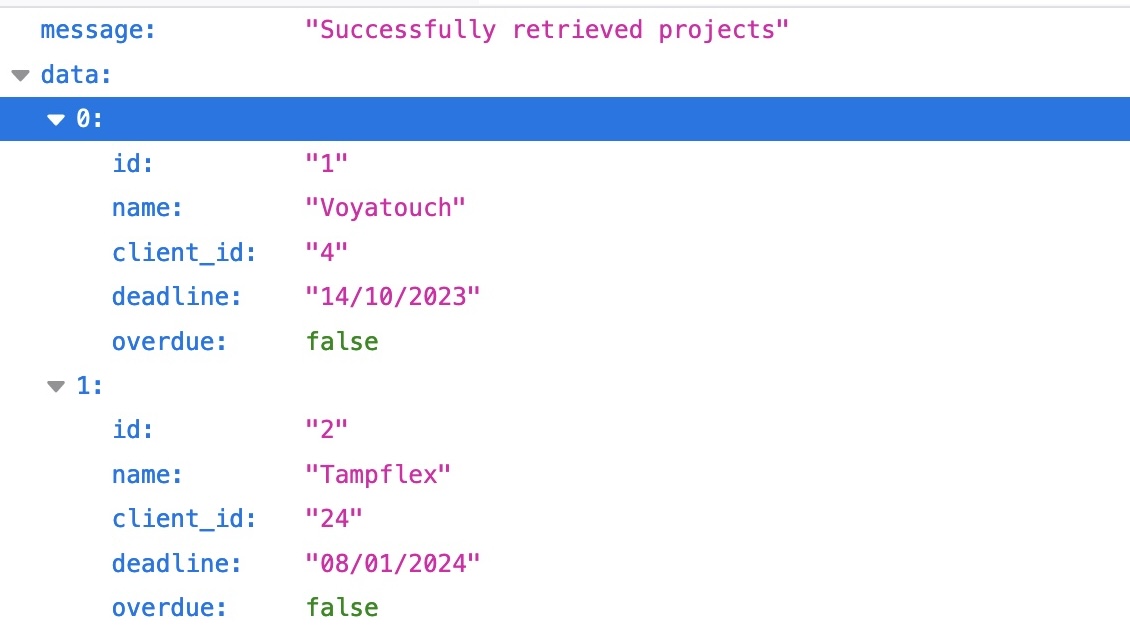 message: "Successfully retrieved projects"
data:
0:
id: "1"
name: "Voyatouch"
client_id: "4"
deadline: "14/10/2023"
overdue: false
1:
id: "2"
name: "Tampflex"
client_id: "24"
deadline: "08/01/2024"
overdue: false